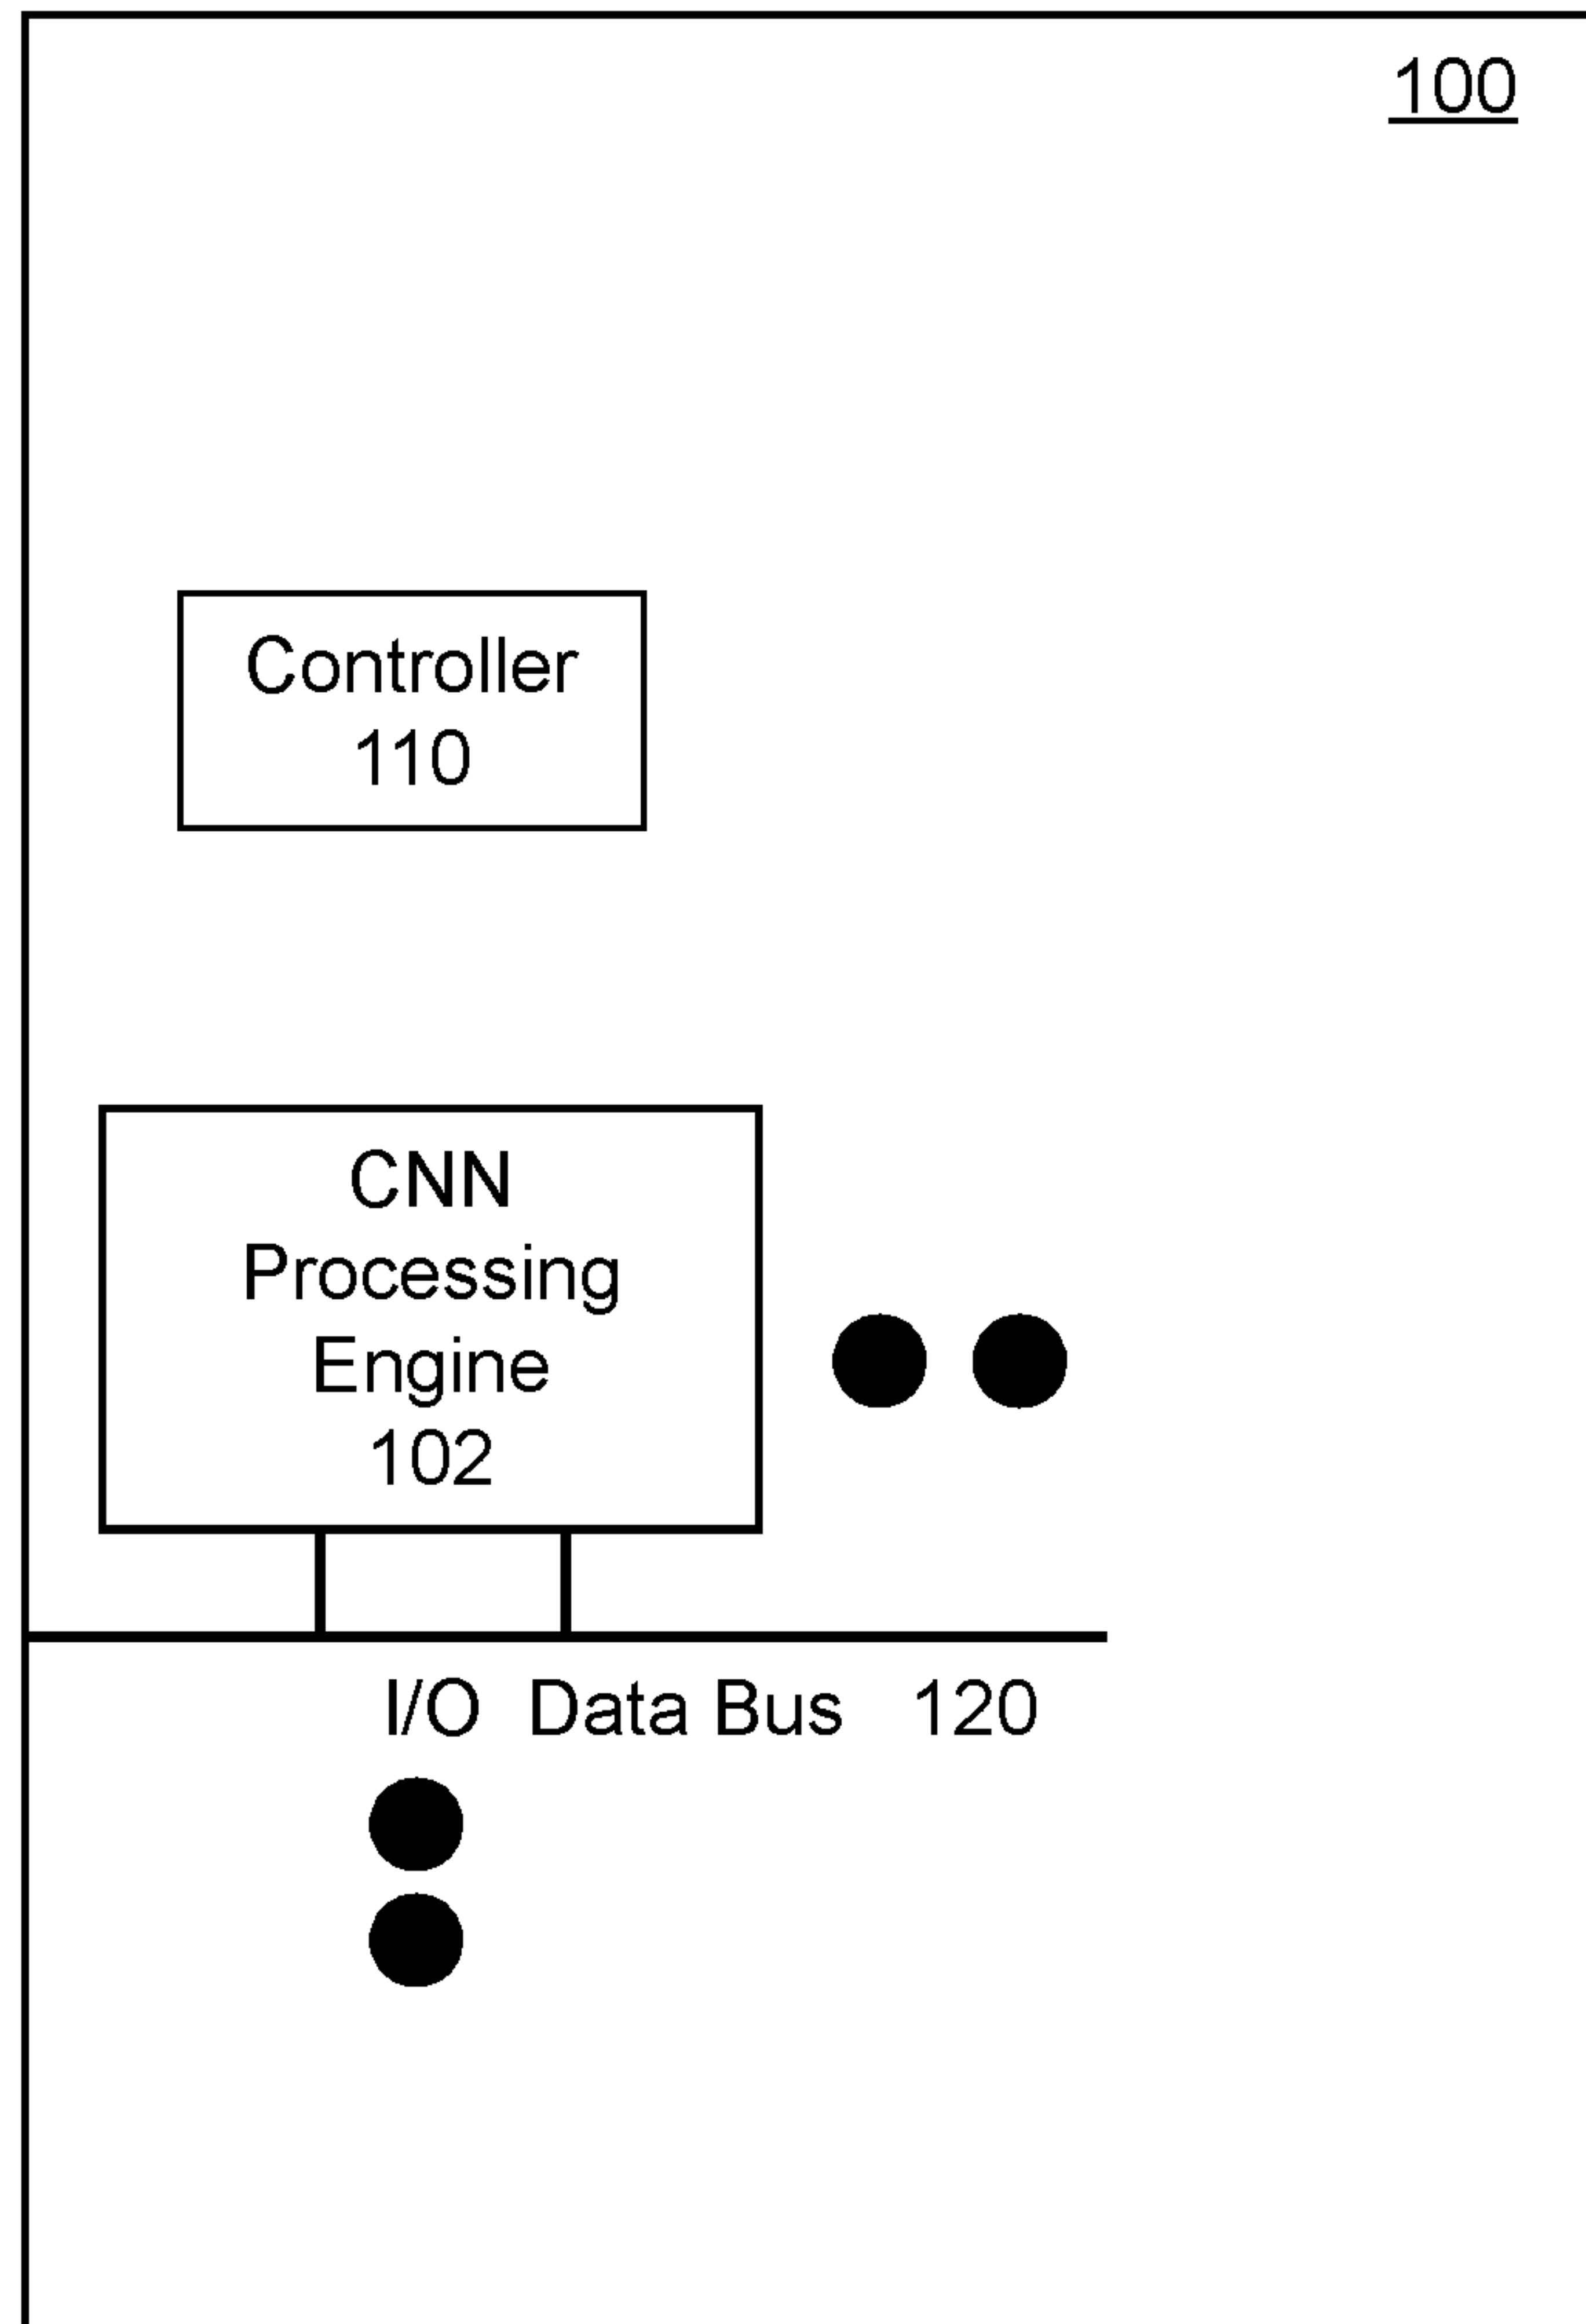 100
Controller
110
CNN
Processing
Engine
102
I/O Data Bus 120